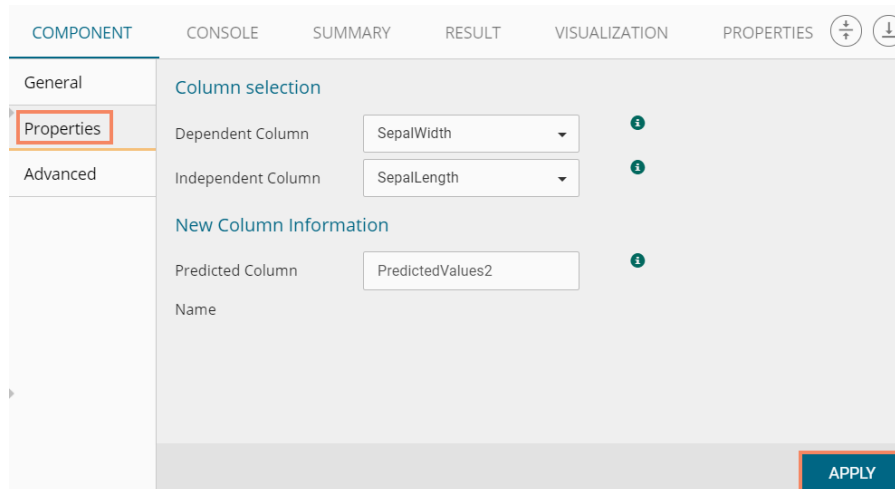 COMPONENT CONSOLE SUMMARY RESULT VISUALIZATION PROPERTIES
General
Properties
Advanced
Column selection
Dependent Column SepalWidth
Independent Column SepalLength
New Column Information
Predicted Column PredictedValues2
Name
APPLY